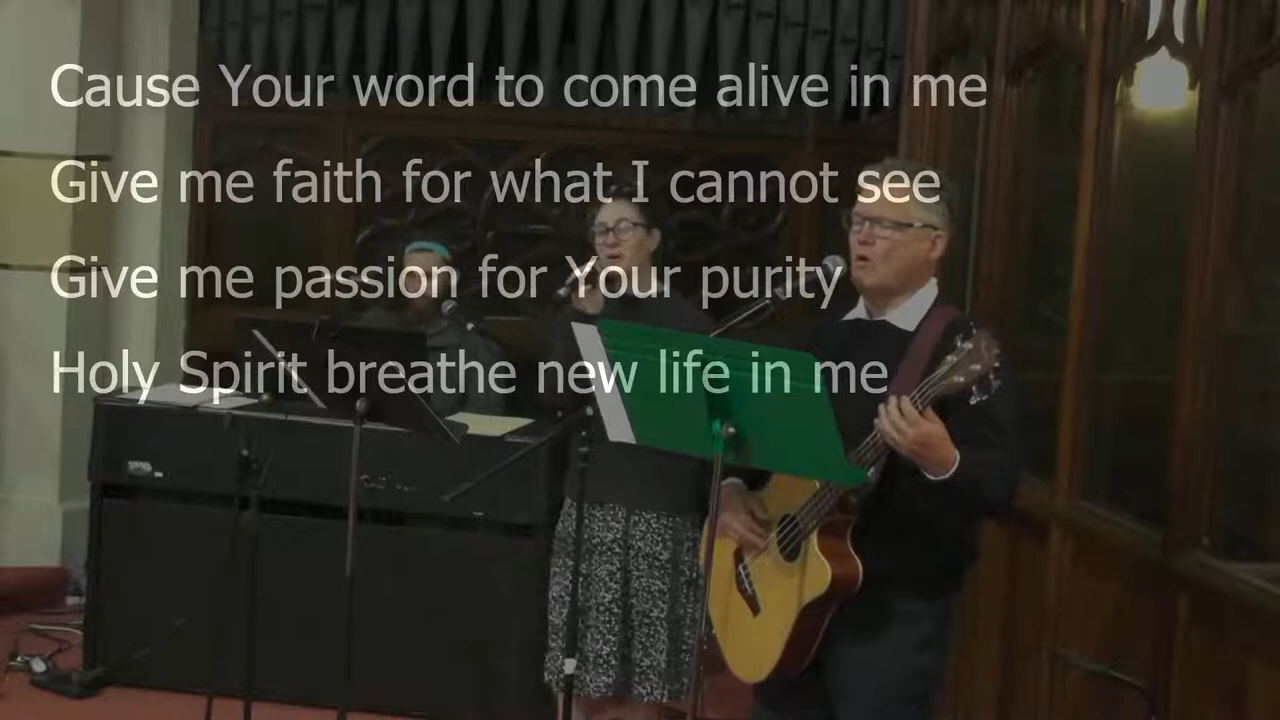 Cause Your word to come alive in me
Give me faith for what I cannot see
Give me passion for Your purity
Holy Spirit breathe new life in me